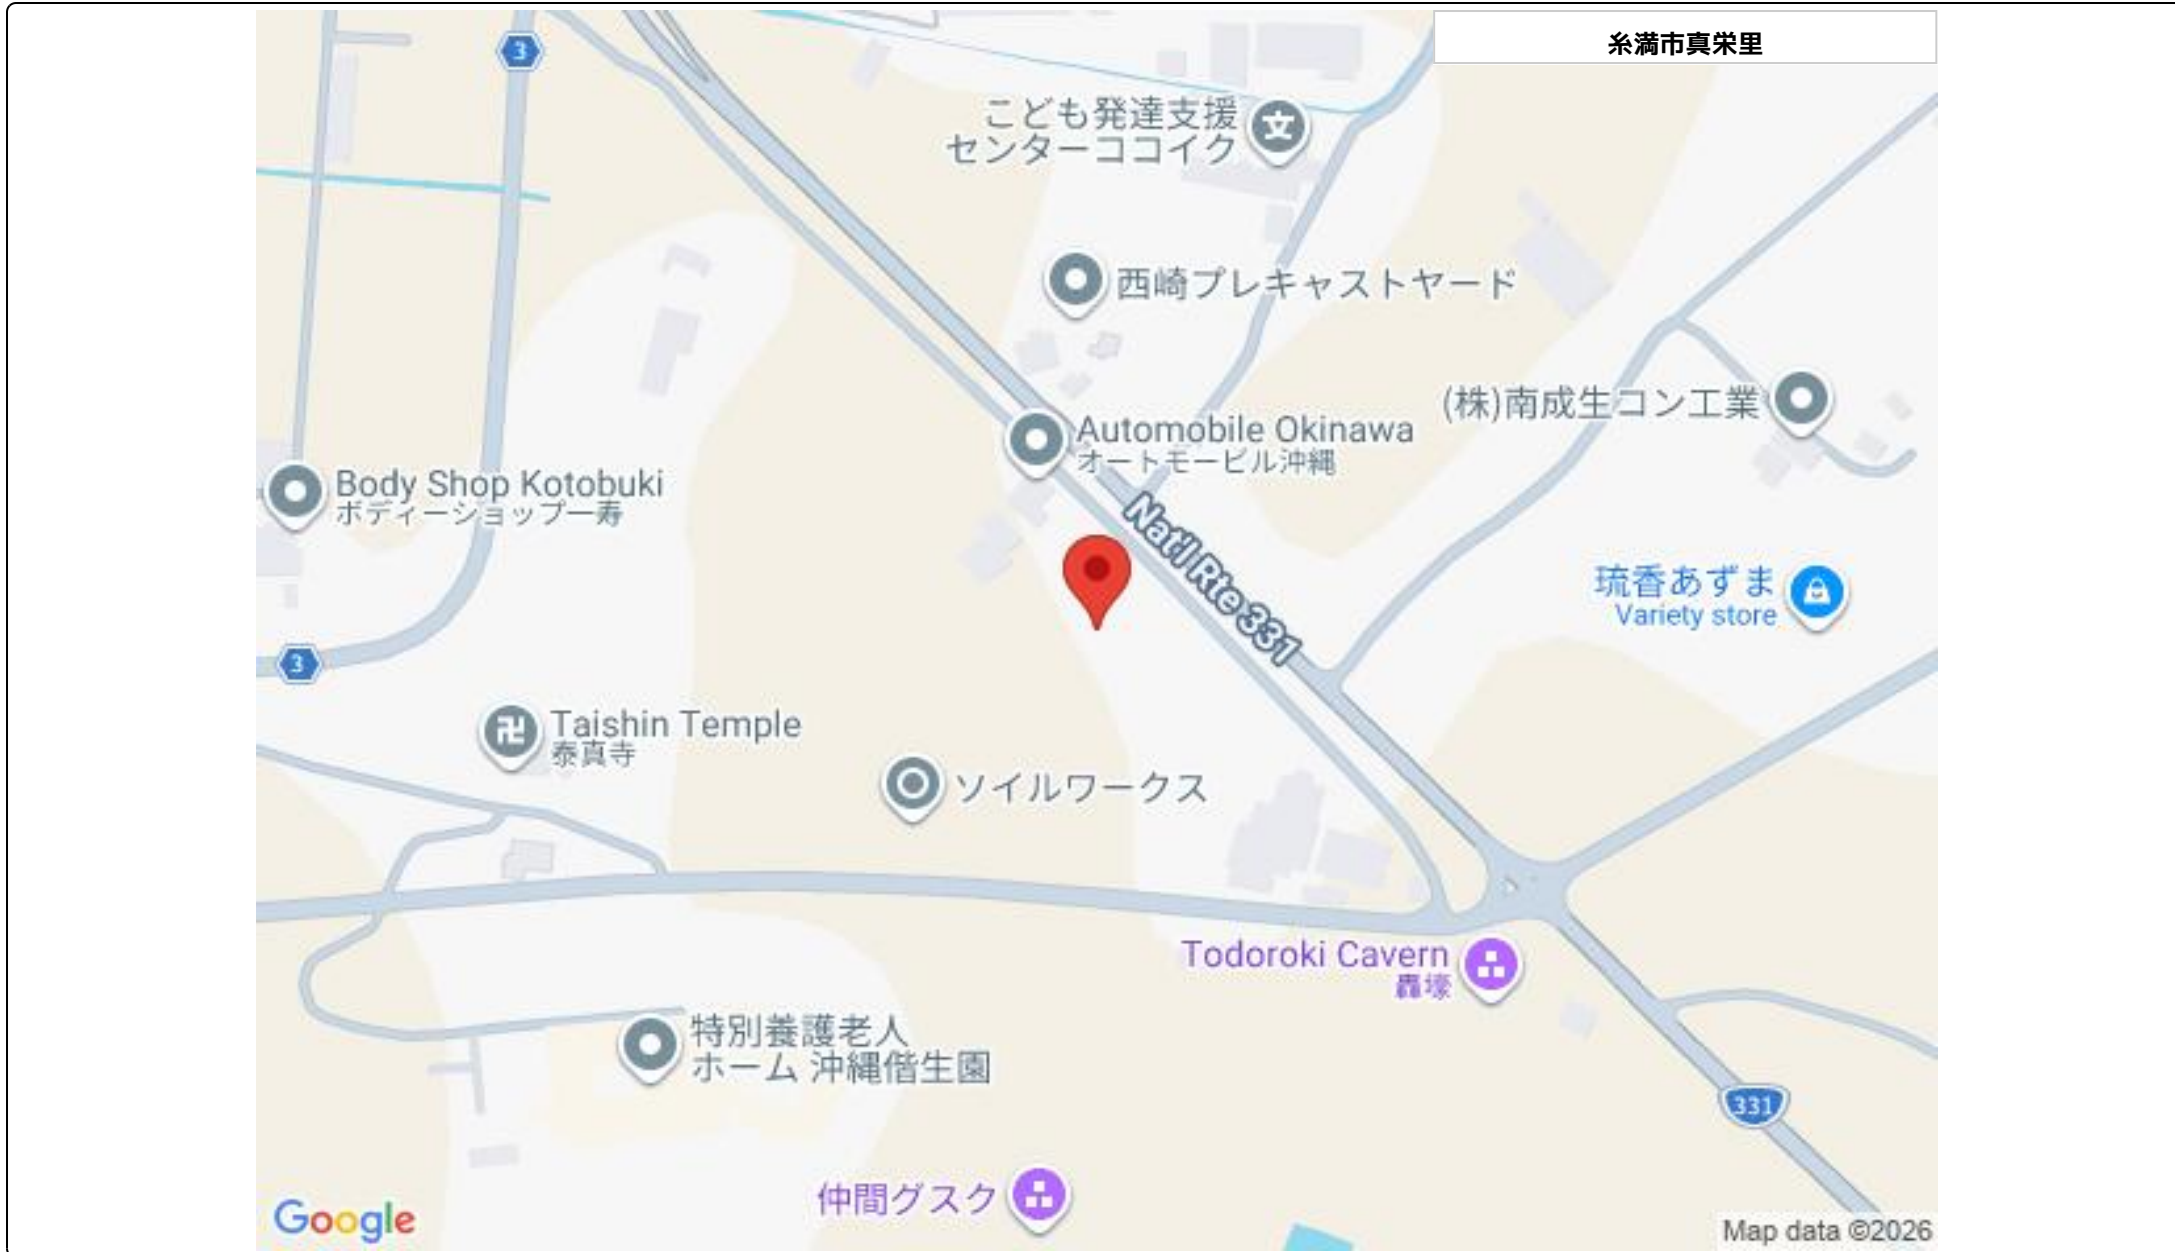 糸満市真栄里
3
こども発達支援
センターココイク
西崎プレキャストヤード
(株)南成生コン工業
Automobile Okinawa
オートモービル沖縄
Body Shop Kotobuki
ボディーショップ一寿
Nat'l Rte 331
琉香あずま
Variety store
3
Taishin Temple
泰真寺
ソイルワークス
Todoroki Cavern
轟壕
特別養護老人
ホーム 沖縄偕生園
331
仲間グスク
Google
Map data ©2026